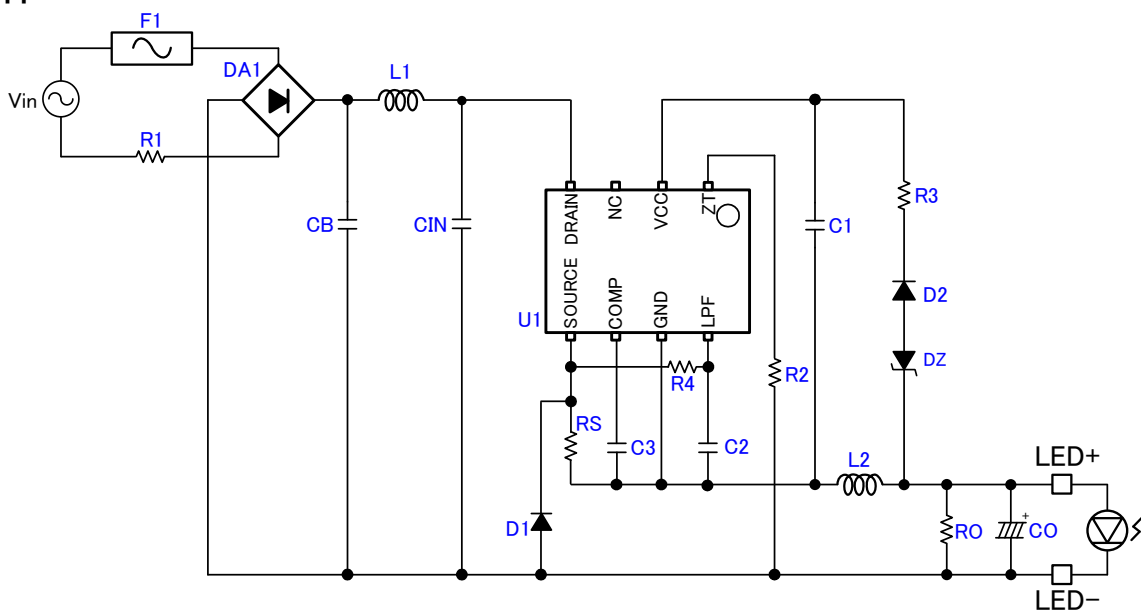 F1
DA1
L1
Vin
R1
CB
CIN
DRAIN
NC
VCC
ZT
C1
R3
SOURCE
COMP
GND
LPF
U1
D2
DZ
R4
R2
RS
C3
C2
L2
LED+
D1
RO
+
CO
LED-